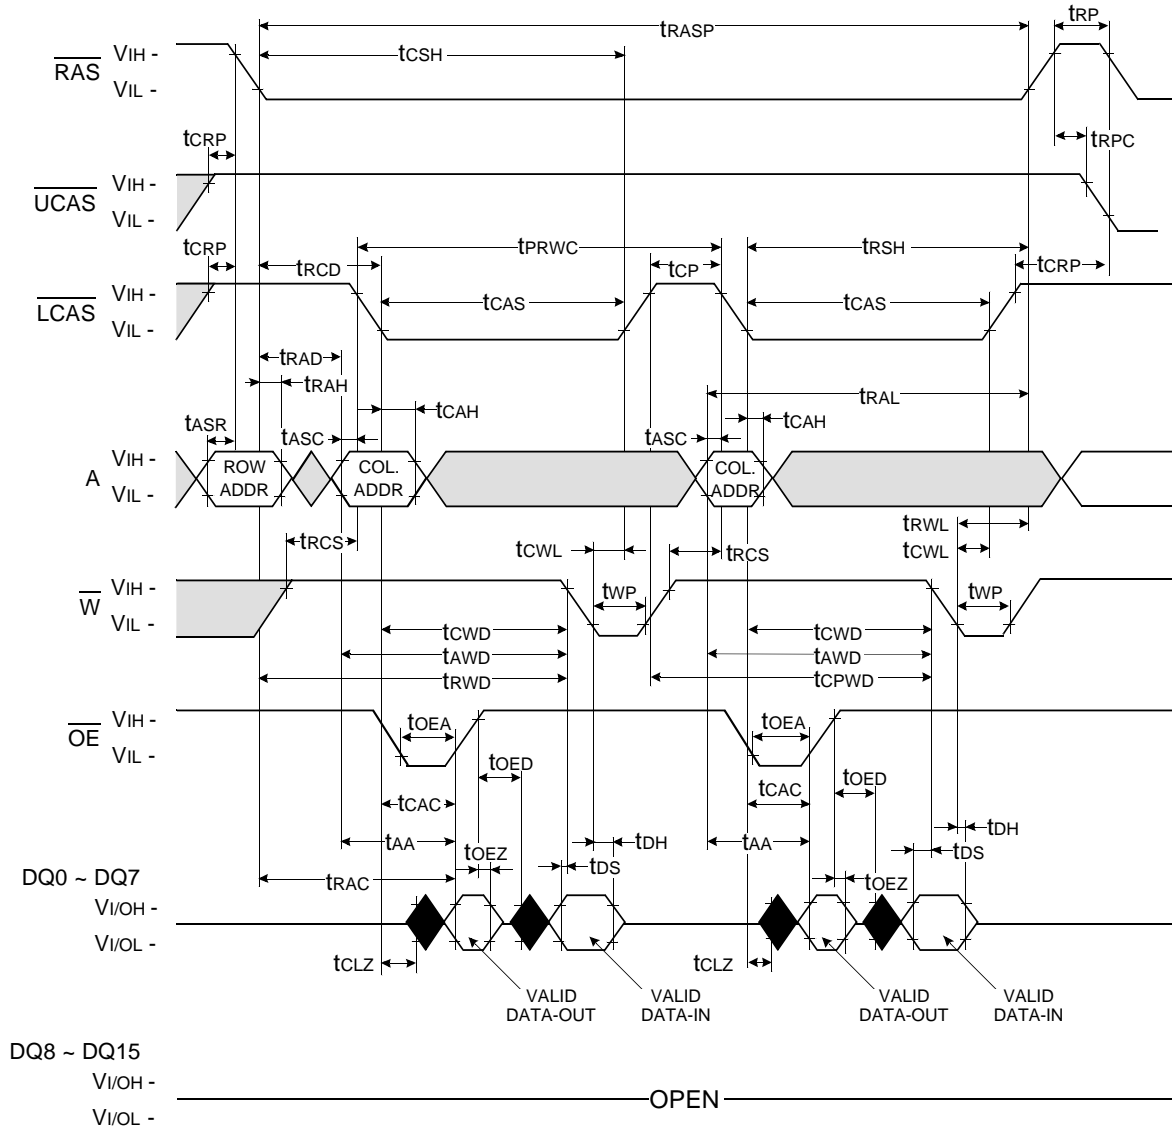 tRASP
tRP
tCSH
RAS
VIH -
VIL -
tCRP
tRPC
UCAS
VIH -
VIL -
tCRP
tRCD
tPRWC
tCP
tRSH
tCRP
LCAS
VIH -
VIL -
tCAS
tCAS
tRAD
tRAH
tCAH
tRAL
tCAH
tASR
tASC
tASC
A
VIH -
VIL -
ROW
ADDR
COL.
ADDR
COL.
ADDR
tRWL
tRCS
tCWL
tRCS
tCWL
W
VIH -
VIL -
tWP
tWP
tCWD
tCWD
tAWD
tAWD
tRWD
tCPWD
OE
VIH -
VIL -
tOEA
tOEA
tOED
tOED
tCAC
tCAC
tAA
tOEZ
tDH
tDS
tAA
tDH
tDS
tOEZ
tRAC
DQ0 ~ DQ7
VI/OH -
VI/OL -
tCLZ
tCLZ
VALID
DATA-OUT
VALID
DATA-IN
VALID
DATA-OUT
VALID
DATA-IN
DQ8 ~ DQ15
VI/OH -
VI/OL -
OPEN